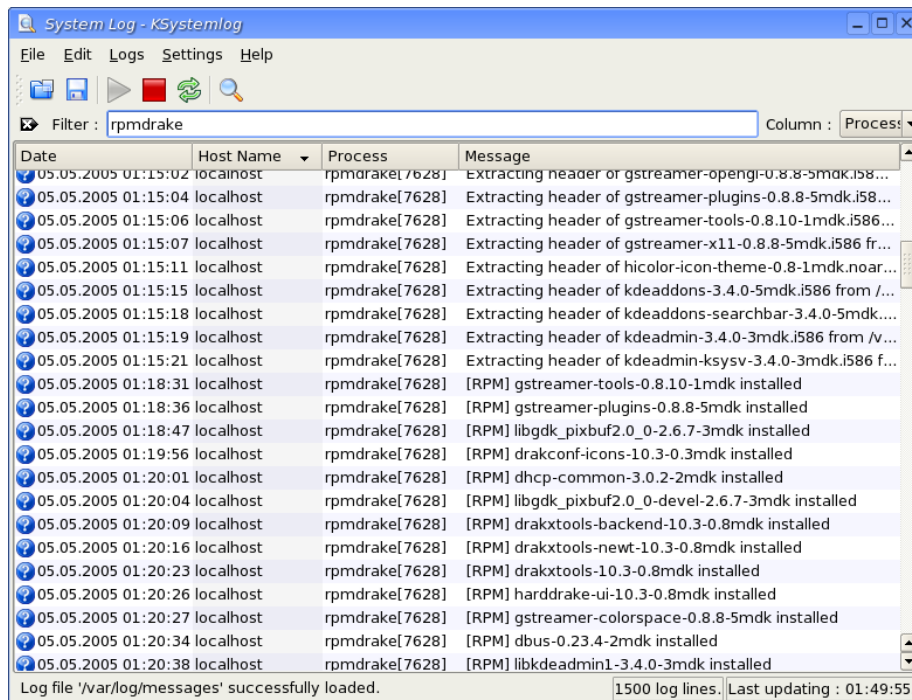 System Log - KSystemlog
File Edit Logs Settings Help
Filter : rpmdrake Column : Process
Date Host Name Process Message
05.05.2005 01:15:02 localhost rpmdrake[7628] Extracting header of gstreamer-opengl-0.8.8-5mdk.i58...
05.05.2005 01:15:04 localhost rpmdrake[7628] Extracting header of gstreamer-plugins-0.8.8-5mdk.i58...
05.05.2005 01:15:06 localhost rpmdrake[7628] Extracting header of gstreamer-tools-0.8.10-1mdk.i586...
05.05.2005 01:15:07 localhost rpmdrake[7628] Extracting header of gstreamer-x11-0.8.8-5mdk.i586 fr...
05.05.2005 01:15:11 localhost rpmdrake[7628] Extracting header of hicolor-icon-theme-0.8-1mdk.noar...
05.05.2005 01:15:15 localhost rpmdrake[7628] Extracting header of kdeaddons-3.4.0-5mdk.i586 from /...
05.05.2005 01:15:18 localhost rpmdrake[7628] Extracting header of kdeaddons-searchbar-3.4.0-5mdk....
05.05.2005 01:15:19 localhost rpmdrake[7628] Extracting header of kdeadmin-3.4.0-3mdk.i586 from /v...
05.05.2005 01:15:21 localhost rpmdrake[7628] Extracting header of kdeadmin-ksysv-3.4.0-3mdk.i586 f...
05.05.2005 01:18:31 localhost rpmdrake[7628] [RPM] gstreamer-tools-0.8.10-1mdk installed
05.05.2005 01:18:36 localhost rpmdrake[7628] [RPM] gstreamer-plugins-0.8.8-5mdk installed
05.05.2005 01:18:47 localhost rpmdrake[7628] [RPM] libgdk_pixbuf2.0_0-2.6.7-3mdk installed
05.05.2005 01:19:56 localhost rpmdrake[7628] [RPM] drakconf-icons-10.3-0.3mdk installed
05.05.2005 01:20:01 localhost rpmdrake[7628] [RPM] dhcp-common-3.0.2-2mdk installed
05.05.2005 01:20:04 localhost rpmdrake[7628] [RPM] libgdk_pixbuf2.0_0-devel-2.6.7-3mdk installed
05.05.2005 01:20:09 localhost rpmdrake[7628] [RPM] drakxtools-backend-10.3-0.8mdk installed
05.05.2005 01:20:16 localhost rpmdrake[7628] [RPM] drakxtools-newt-10.3-0.8mdk installed
05.05.2005 01:20:23 localhost rpmdrake[7628] [RPM] drakxtools-10.3-0.8mdk installed
05.05.2005 01:20:26 localhost rpmdrake[7628] [RPM] harddrake-ui-10.3-0.8mdk installed
05.05.2005 01:20:27 localhost rpmdrake[7628] [RPM] gstreamer-colorspace-0.8.8-5mdk installed
05.05.2005 01:20:34 localhost rpmdrake[7628] [RPM] dbus-0.23.4-2mdk installed
05.05.2005 01:20:38 localhost rpmdrake[7628] [RPM] libkdeadmin1-3.4.0-3mdk installed
Log file '/var/log/messages' successfully loaded. 1500 log lines. Last updating : 01:49:55